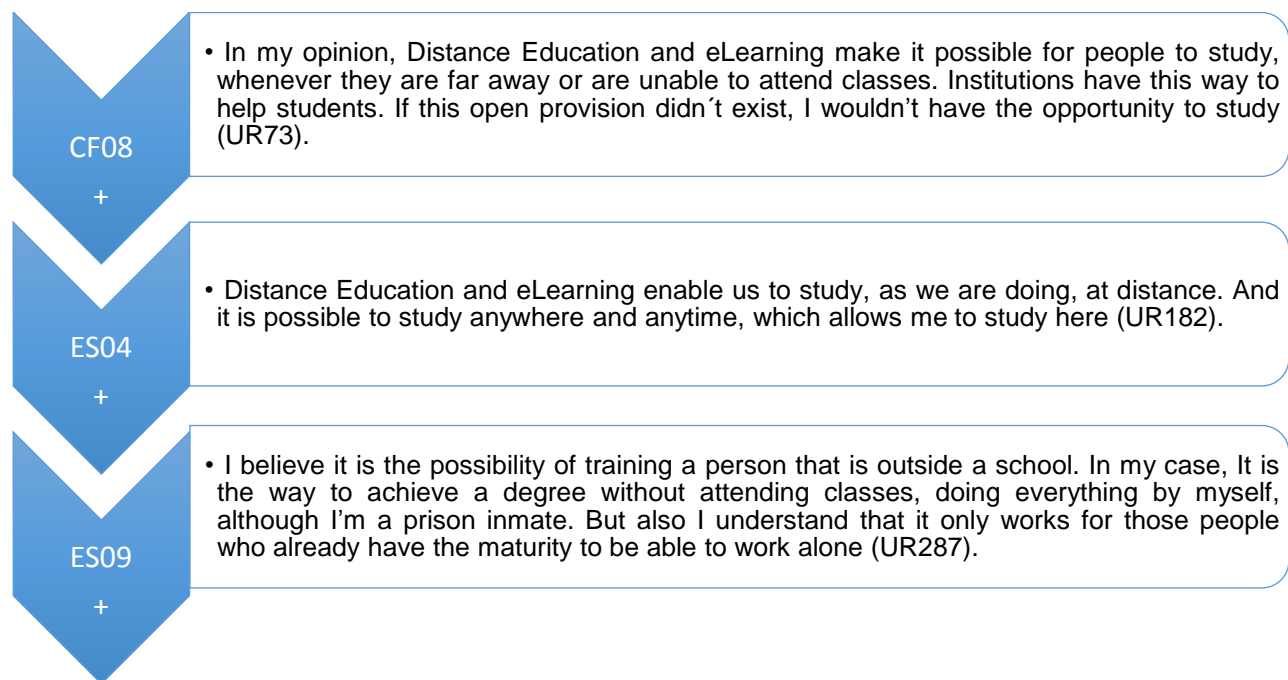 • In my opinion, Distance Education and eLearning make it possible for people to study,
whenever they are far away or are unable to attend classes. Institutions have this way to
help students. If this open provision didn´t exist, I wouldn’t have the opportunity to study
(UR73).
CF08
+
• Distance Education and eLearning enable us to study, as we are doing, at distance. And
it is possible to study anywhere and anytime, which allows me to study here (UR182).
ES04
+
• I believe it is the possibility of training a person that is outside a school. In my case, It is
the way to achieve a degree without attending classes, doing everything by myself,
although I’m a prison inmate. But also I understand that it only works for those people
who already have the maturity to be able to work alone (UR287).
ES09
+